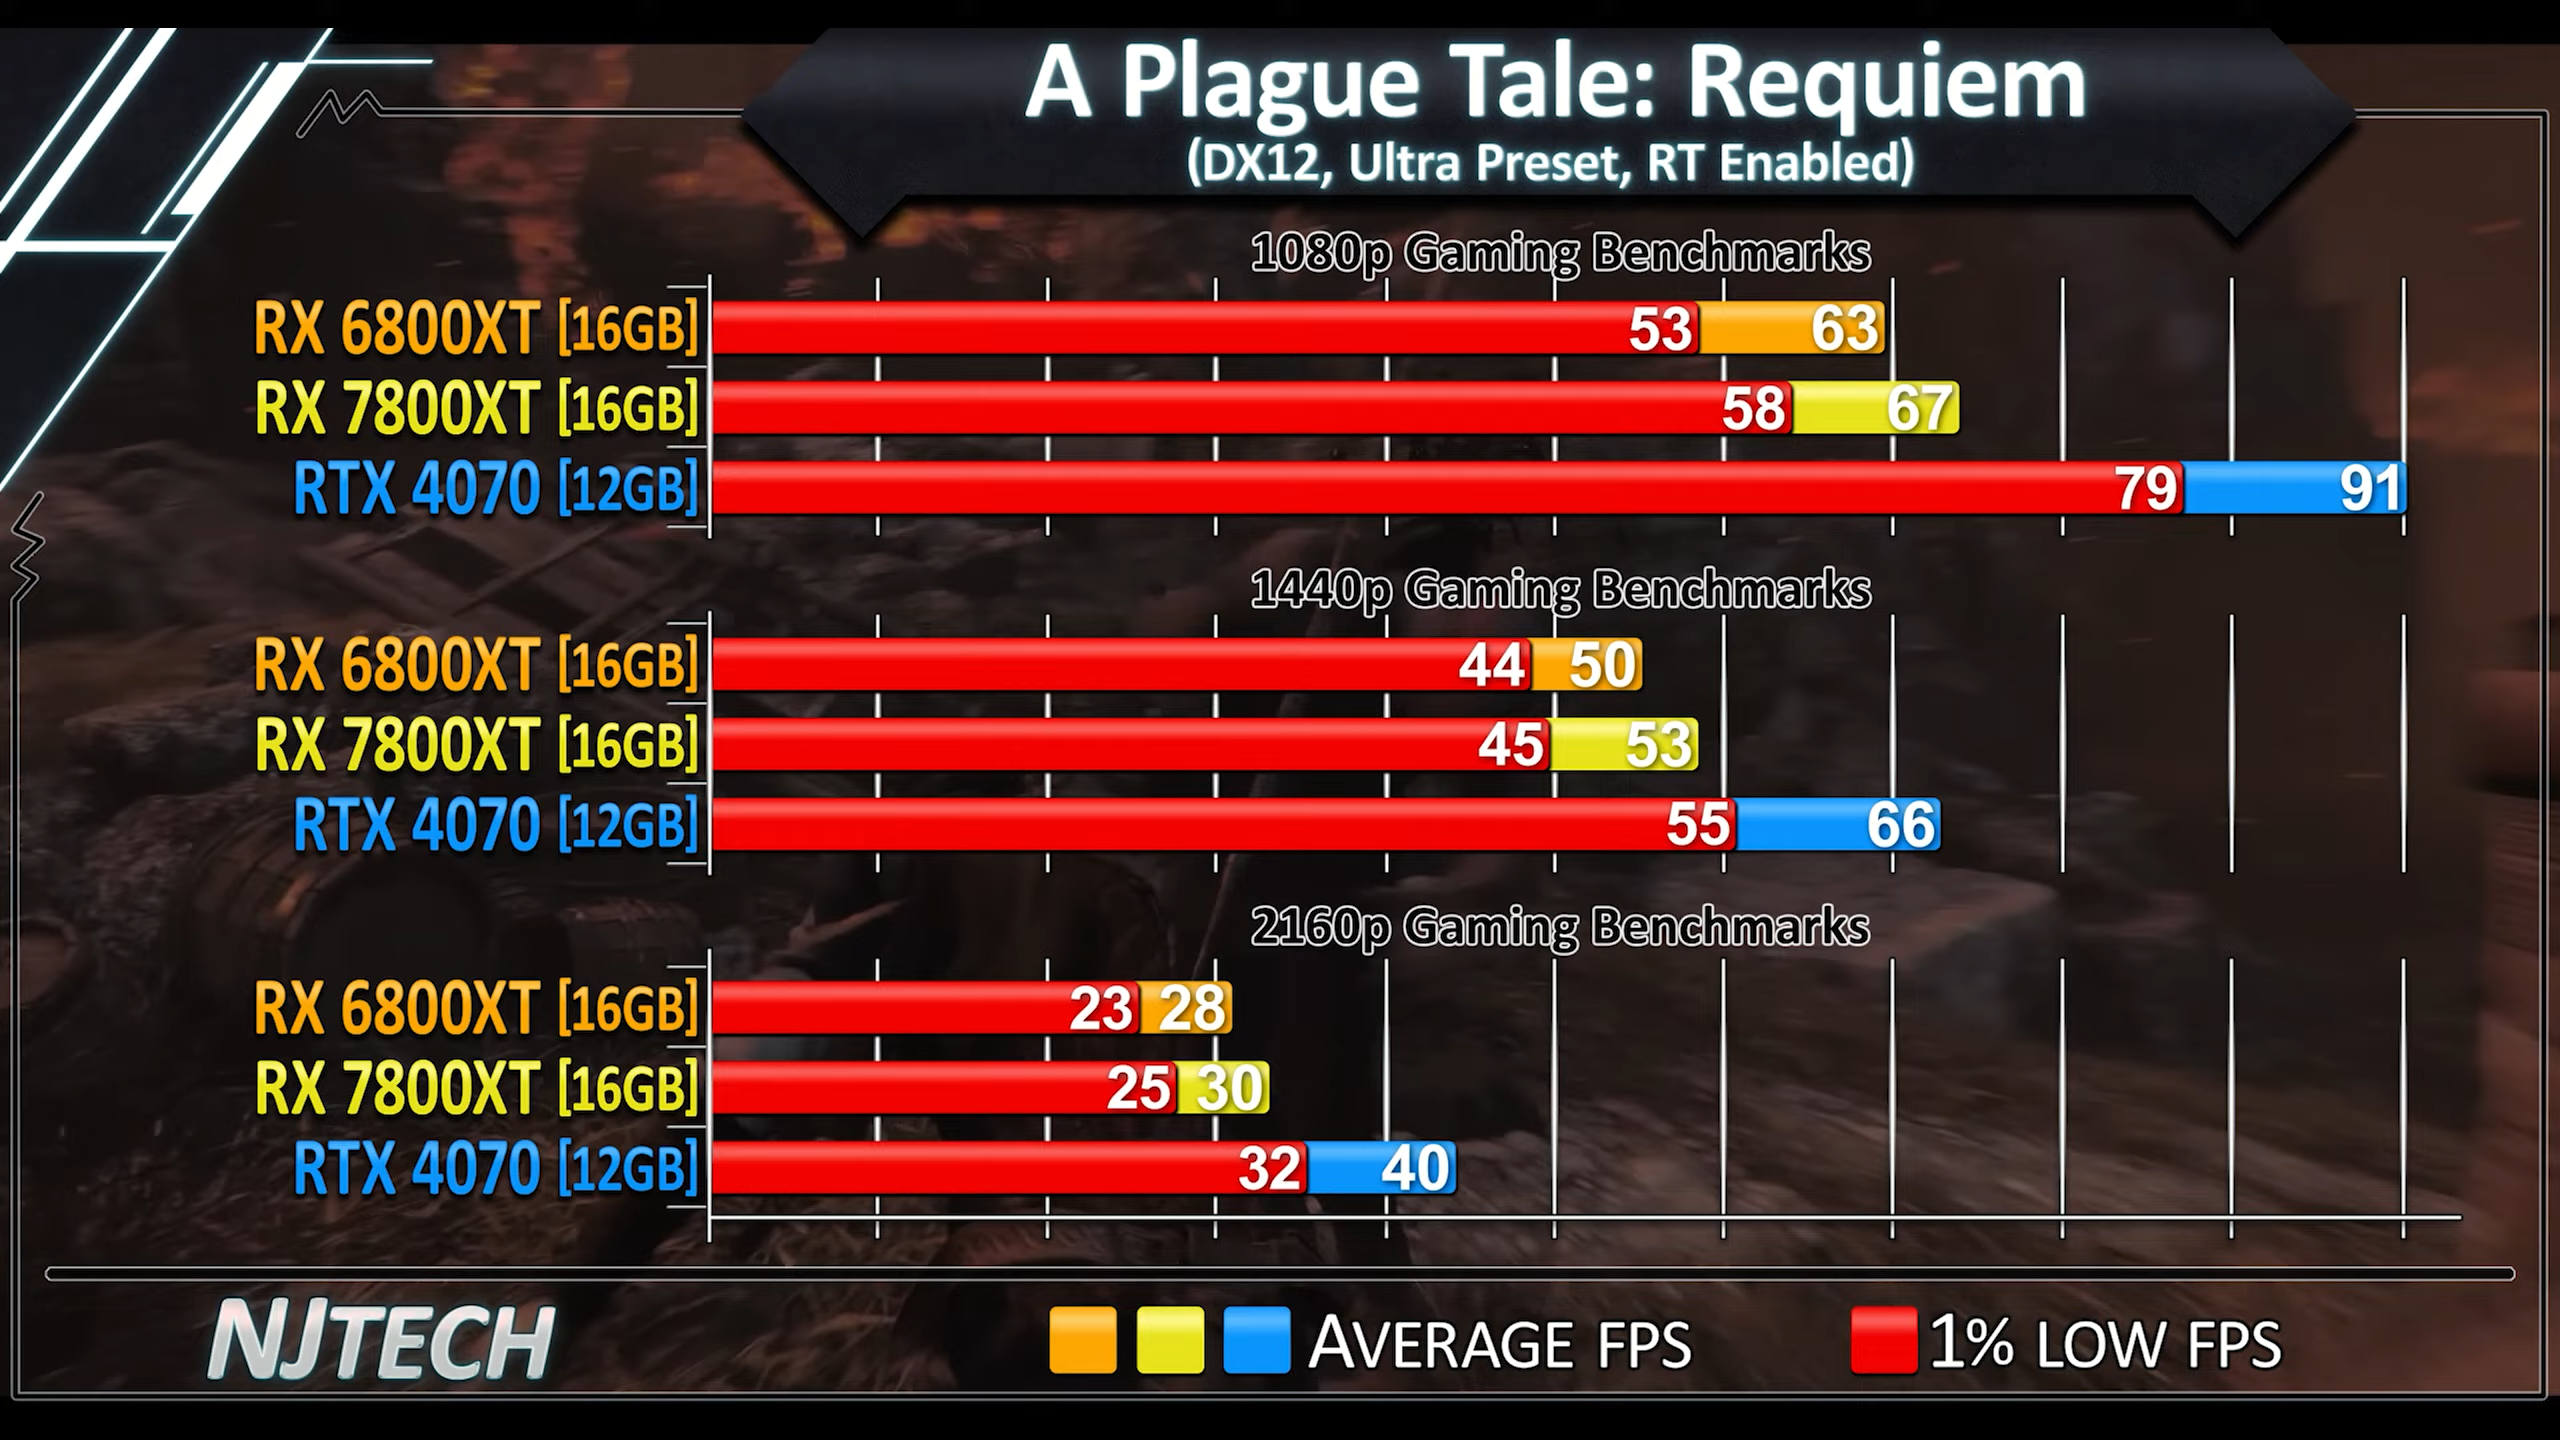 A Plague Tale: Requiem
(DX12, Ultra Preset, RT Enabled)
1080p Gaming Benchmarks
RX 6800XT [16GB] 53 63
RX 7800XT [16GB] 58 67
RTX 4070 [12GB] 79 91
1440p Gaming Benchmarks
RX 6800XT [16GB] 44 50
RX 7800XT [16GB] 45 53
RTX 4070 [12GB] 55 66
2160p Gaming Benchmarks
RX 6800XT [16GB] 23 28
RX 7800XT [16GB] 25 30
RTX 4070 [12GB] 32 40
NJTECH AVERAGE FPS 1% LOW FPS